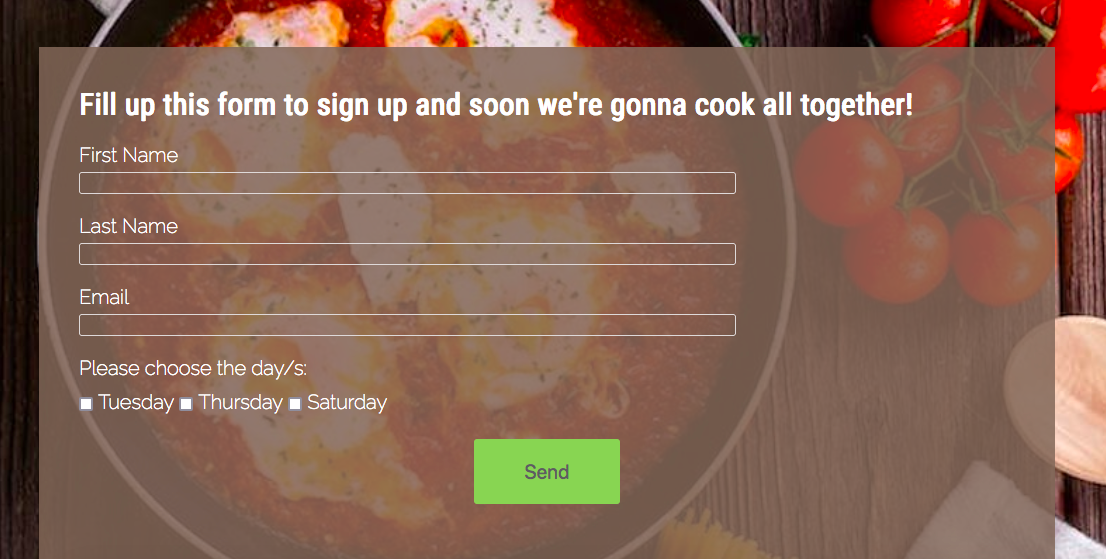 Fill up this form to sign up and soon we're gonna cook all together!
First Name
Last Name
Email
Please choose the day/s:
Tuesday Thursday Saturday
Send